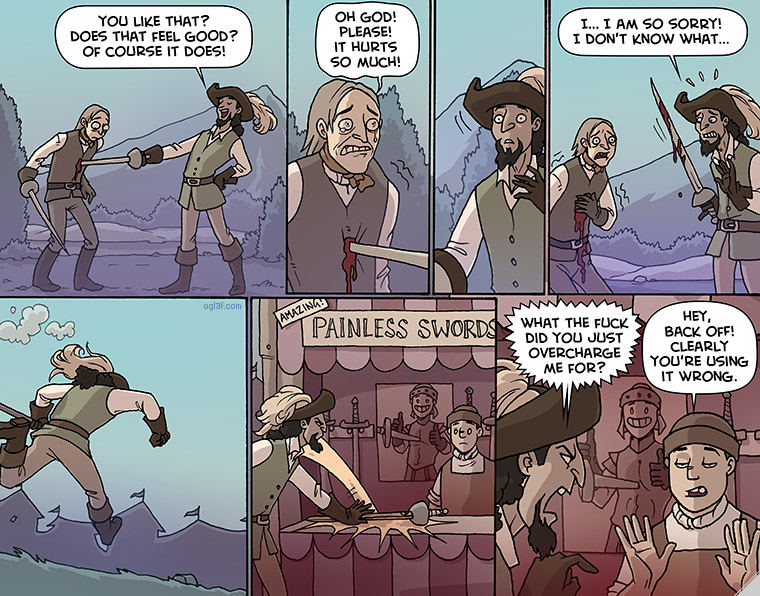 YOU LIKE THAT?
DOES THAT FEEL GOOD?
OF COURSE IT DOES!
OH GOD!
PLEASE!
IT HURTS
SO MUCH!
I... I AM SO SORRY!
I DON'T KNOW WHAT...
oglaf.com
AMAZING!
PAINLESS SWORDS
WHAT THE FUCK
DID YOU JUST
OVERCHARGE
ME FOR?
HEY,
BACK OFF!
CLEARLY
YOU'RE USING
IT WRONG.